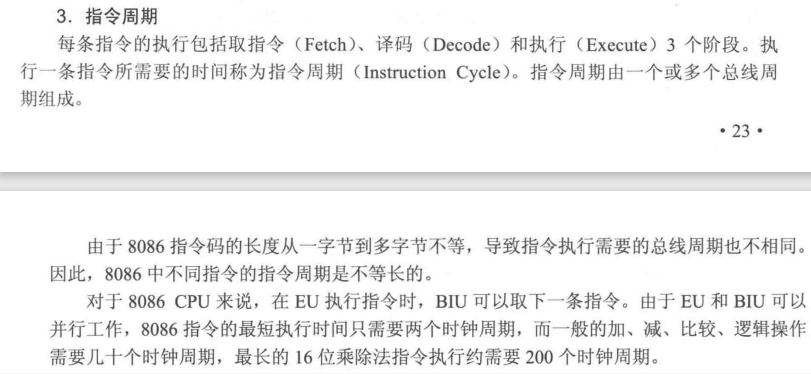 3．指令周期
每条指令的执行包括取指令（Fetch）、译码（Decode）和执行（Execute）3 个阶段。执
行一条指令所需要的时间称为指令周期（Instruction Cycle）。指令周期由一个或多个总线周
期组成。
• 23 •
由于 8086 指令码的长度从一字节到多字节不等，导致指令执行需要的总线周期也不相同。
因此，8086 中不同指令的指令周期是不等长的。
对于 8086 CPU 来说，在 EU 执行指令时，BIU 可以取下一条指令。由于 EU 和 BIU 可以
并行工作，8086 指令的最短执行时间只需要两个时钟周期，而一般的加、减、比较、逻辑操作
需要几十个时钟周期，最长的 16 位乘除法指令执行约需要 200 个时钟周期。